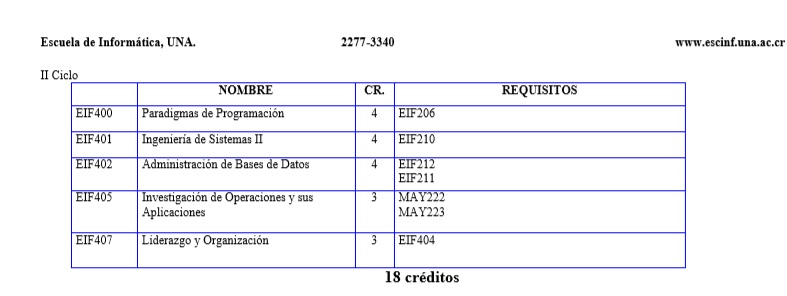 Escuela de Informática, UNA. 2277-3340 www.escinf.una.ac.cr
II Ciclo
NOMBRE CR. REQUISITOS
EIF400 Paradigmas de Programación 4 EIF206
EIF401 Ingeniería de Sistemas II 4 EIF210
EIF402 Administración de Bases de Datos 4 EIF212
EIF211
EIF405 Investigación de Operaciones y sus 3 MAY222
Aplicaciones MAY223
EIF407 Liderazgo y Organización 3 EIF404
18 créditos